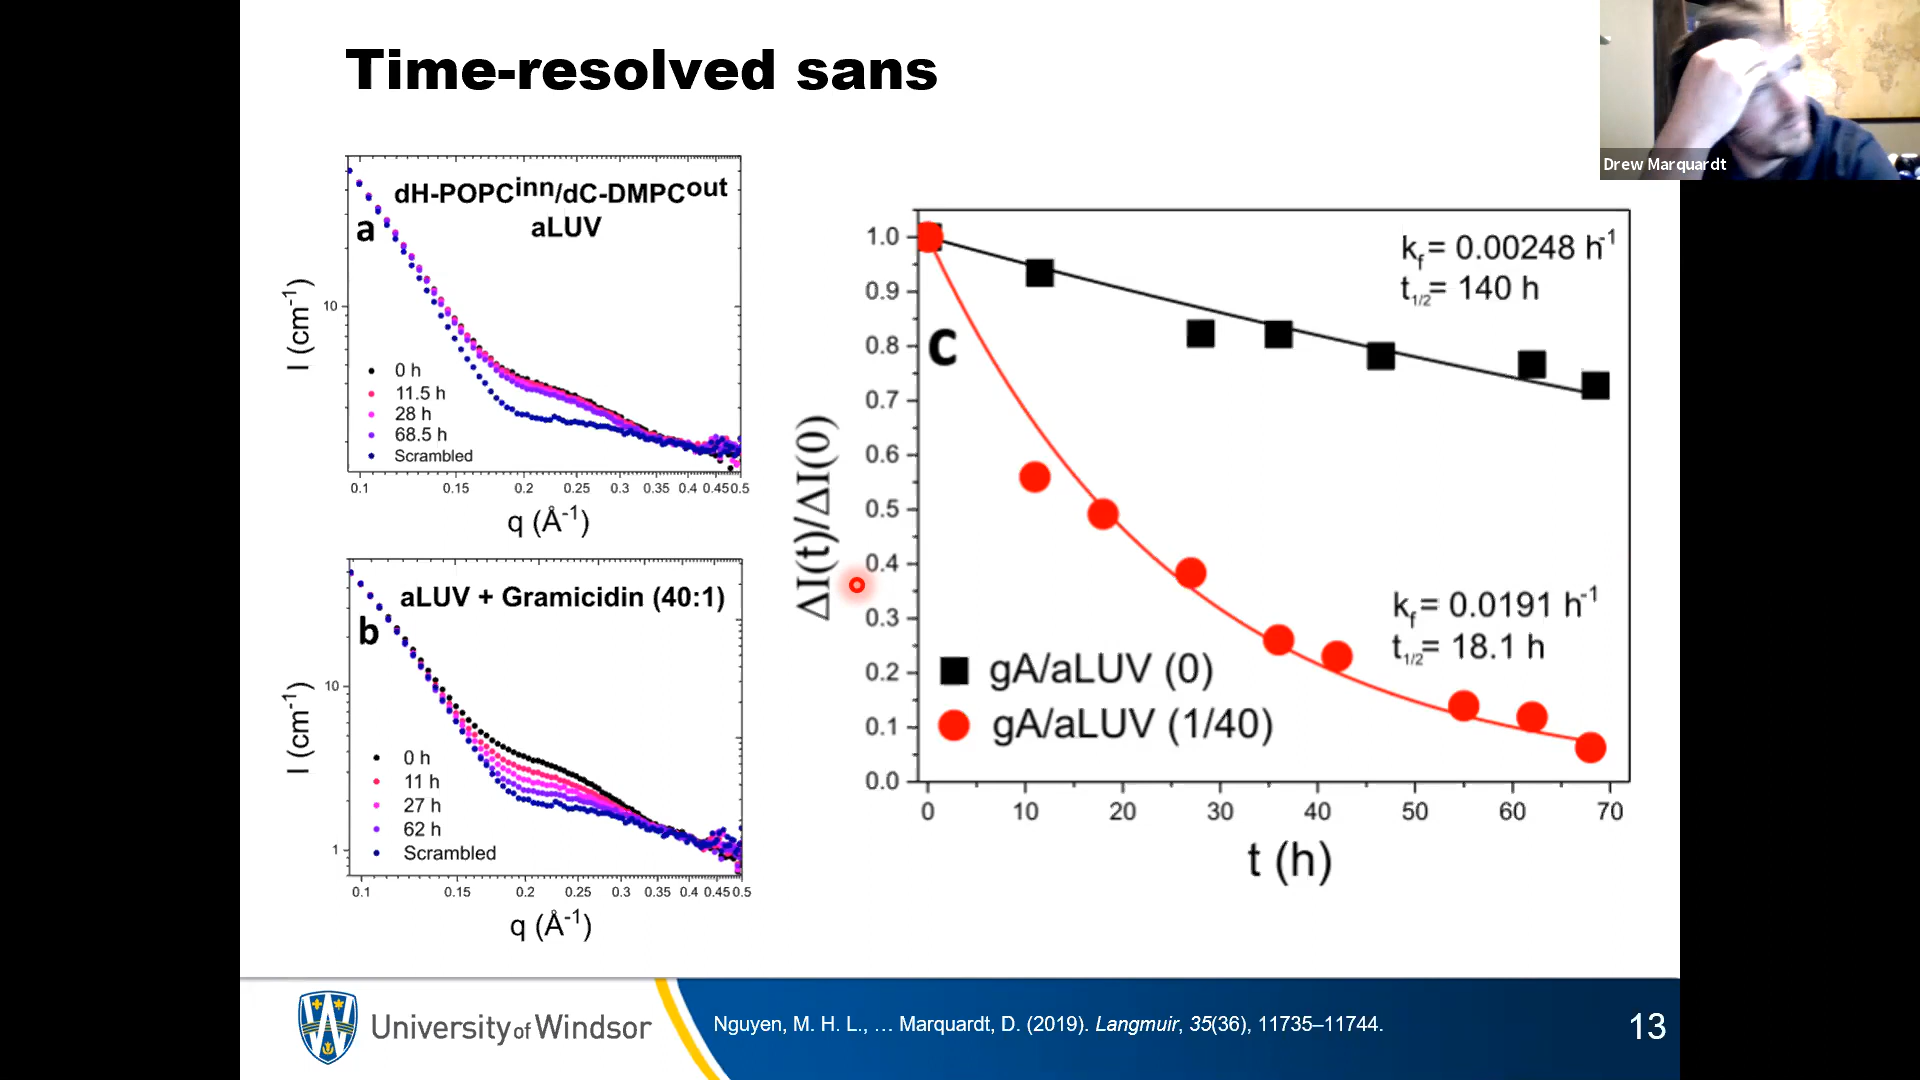 Time-resolved sans
Drew Marquardt
dH-POPCinn/dC-DMPCout
aLUV
a
I (cm-1)
10
0 h
11.5 h
28 h
68.5 h
Scrambled
0.1 0.15 0.2 0.25 0.3 0.35 0.4 0.45 0.5
q (Å-1)
aLUV + Gramicidin (40:1)
b
I (cm-1)
10
1
0 h
11 h
27 h
62 h
Scrambled
0.1 0.15 0.2 0.25 0.3 0.35 0.4 0.45 0.5
q (Å-1)
c
ΔI(t)/ΔI(0)
1.0
0.9
0.8
0.7
0.6
0.5
0.4
0.3
0.2
0.1
0.0
kf= 0.00248 h-1
t1/2= 140 h
kf= 0.0191 h-1
t1/2= 18.1 h
gA/aLUV (0)
gA/aLUV (1/40)
0 10 20 30 40 50 60 70
t (h)
University of Windsor
Nguyen, M. H. L., … Marquardt, D. (2019). Langmuir, 35(36), 11735–11744.
13